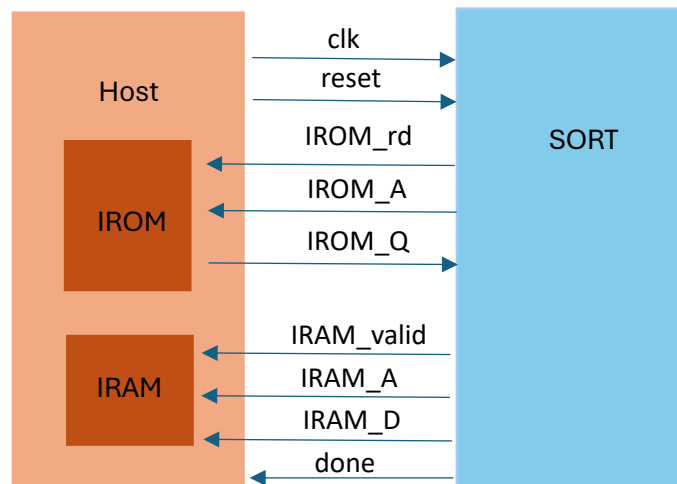 clk
reset
Host
IROM_rd
SORT
IROM_A
IROM
IROM_Q
IRAM_valid
IRAM
IRAM_A
IRAM_D
done